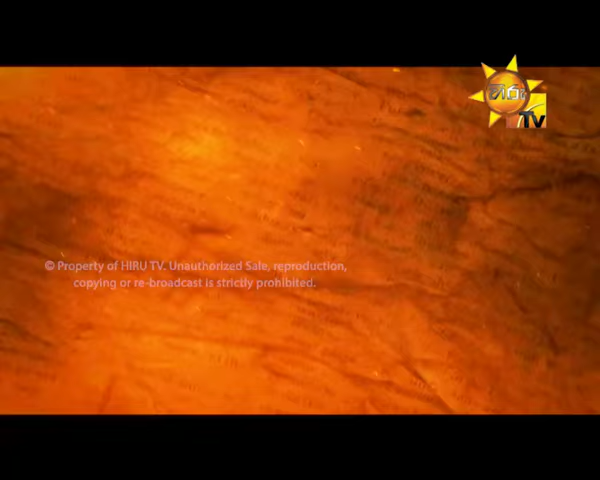 හිරු
TV
© Property of HIRU TV. Unauthorized Sale, reproduction,
copying or re-broadcast is strictly prohibited.